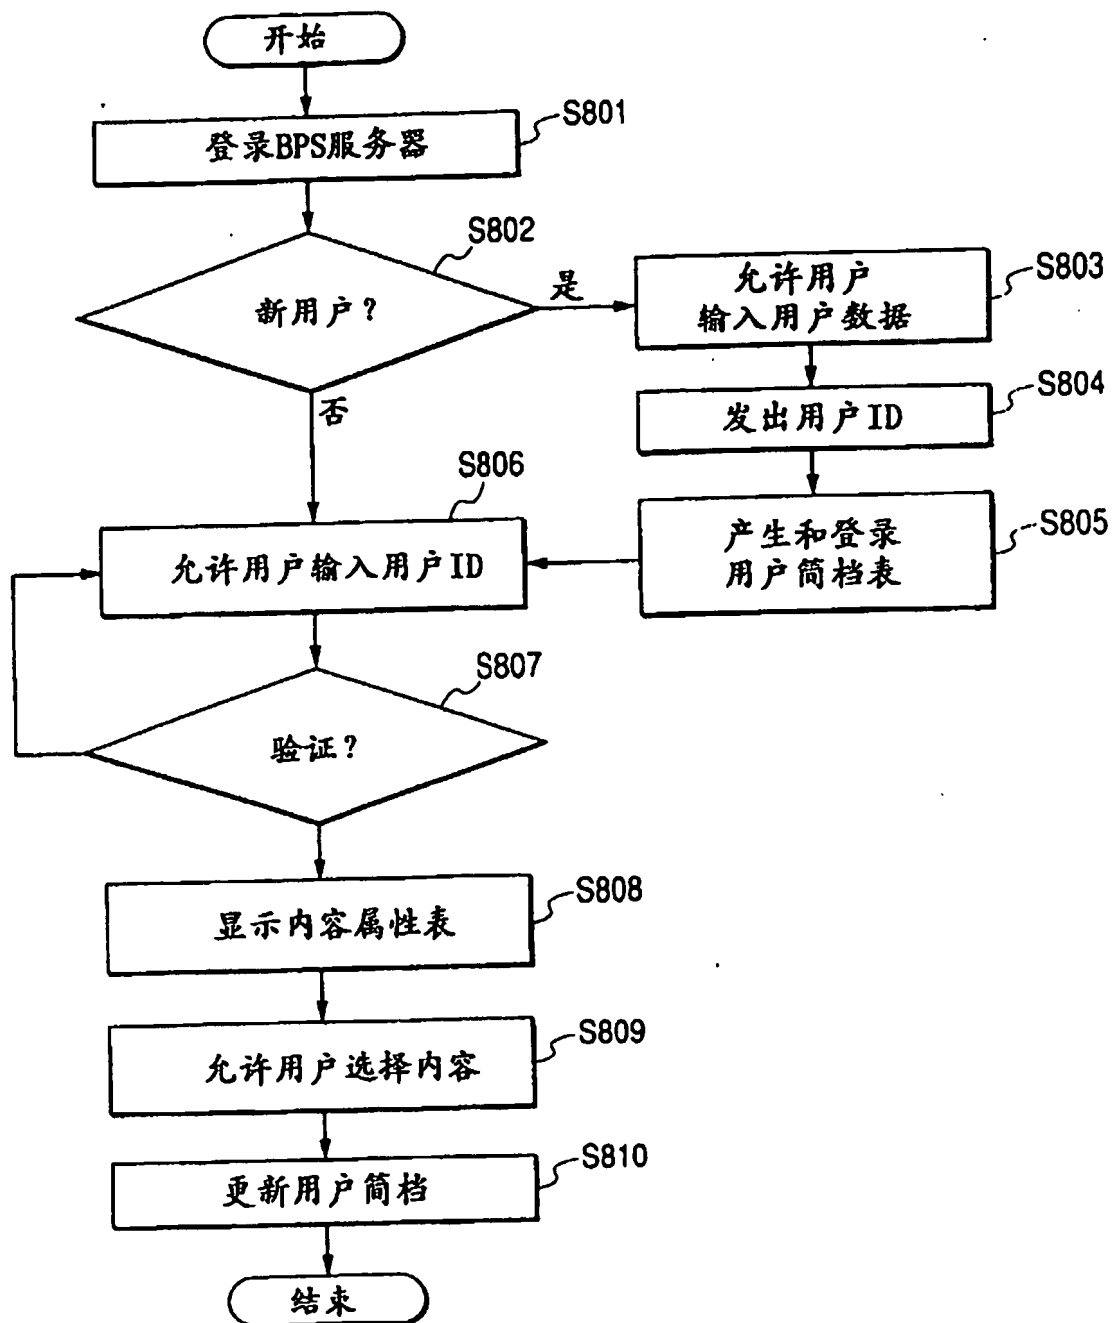 开始
登录BPS服务器
S801
新用户?
S802
是
否
允许用户
输入用户数据
S803
发出用户ID
S804
产生和登录
用户简档表
S805
允许用户输入用户ID
S806
验证?
S807
显示内容属性表
S808
允许用户选择内容
S809
更新用户简档
S810
结束